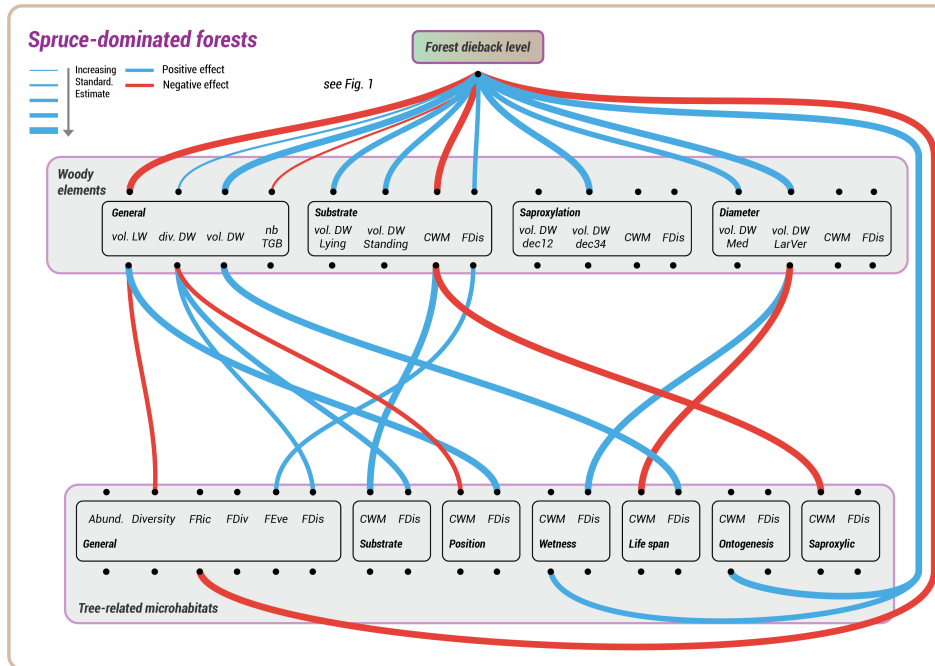 Spruce-dominated forests
Forest dieback level
Increasing
Standard.
Estimate
Positive effect
Negative effect
see Fig. 1
Woody
elements
General
vol. LW div. DW vol. DW nb
TGB
Substrate
vol. DW
Lying
vol. DW
Standing
CWM FDis
Saproxylation
vol. DW
dec12
vol. DW
dec34
CWM FDis
Diameter
vol. DW
Med
vol. DW
LarVer
CWM FDis
Abund. Diversity FRic FDiv FEve FDis
General
CWM FDis
Substrate
CWM FDis
Position
CWM FDis
Wetness
CWM FDis
Life span
CWM FDis
Ontogenesis
CWM FDis
Saproxylic
Tree-related microhabitats